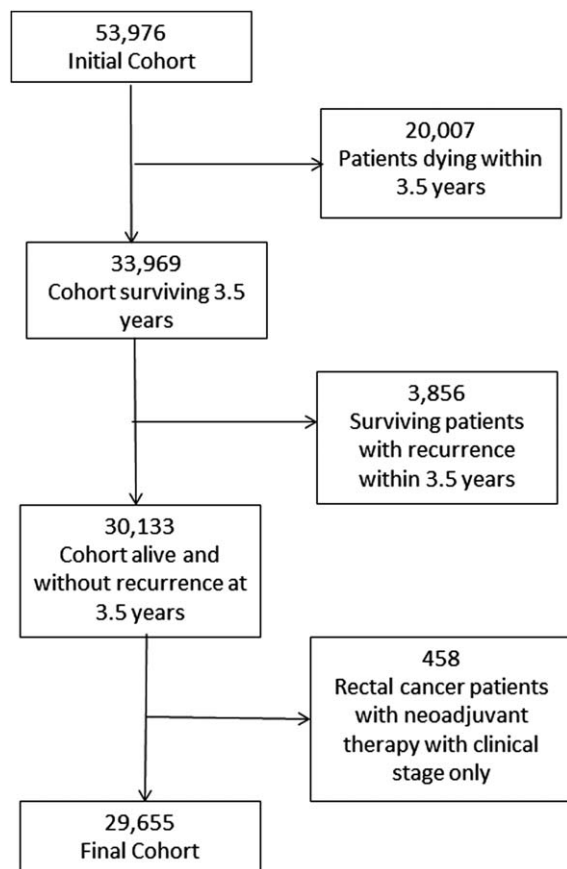 53,976
Initial Cohort
20,007
Patients dying within
3.5 years
33,969
Cohort surviving 3.5
years
3,856
Surviving patients
with recurrence
within 3.5 years
30,133
Cohort alive and
without recurrence at
3.5 years
458
Rectal cancer patients
with neoadjuvant
therapy with clinical
stage only
29,655
Final Cohort